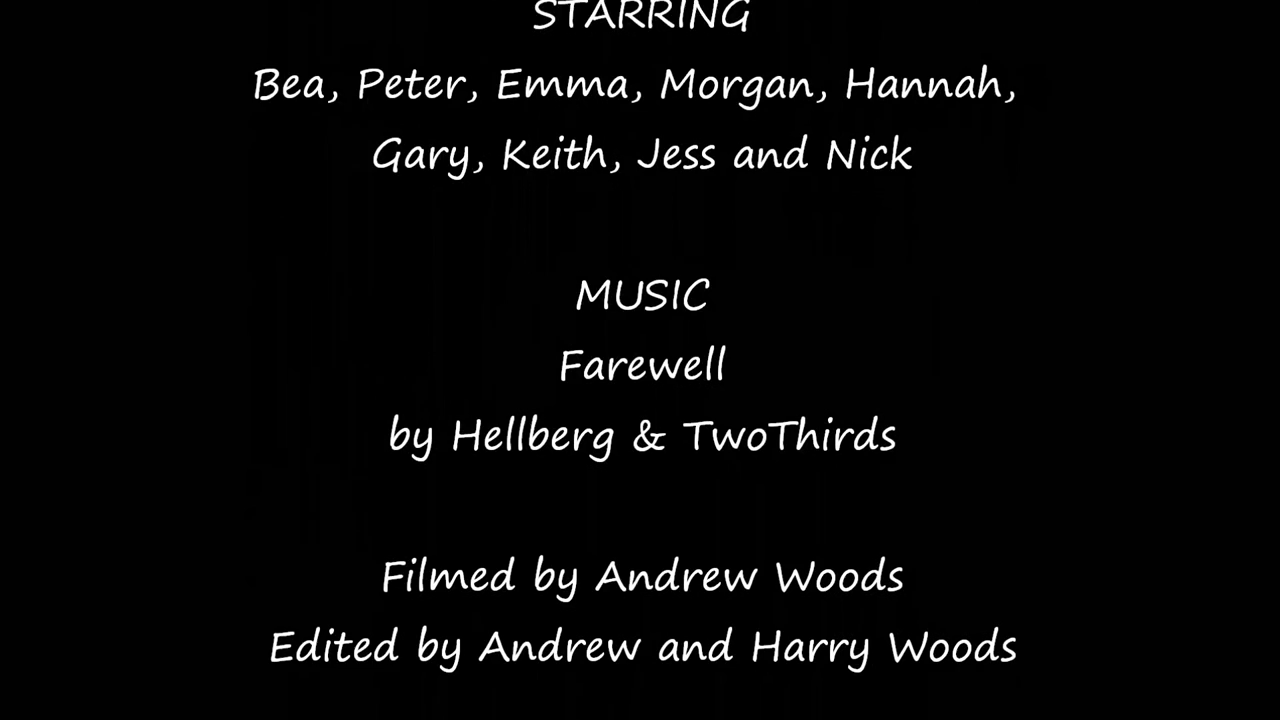 STARRING
Bea, Peter, Emma, Morgan, Hannah,
Gary, Keith, Jess and Nick
MUSIC
Farewell
by Hellberg & TwoThirds
Filmed by Andrew Woods
Edited by Andrew and Harry Woods